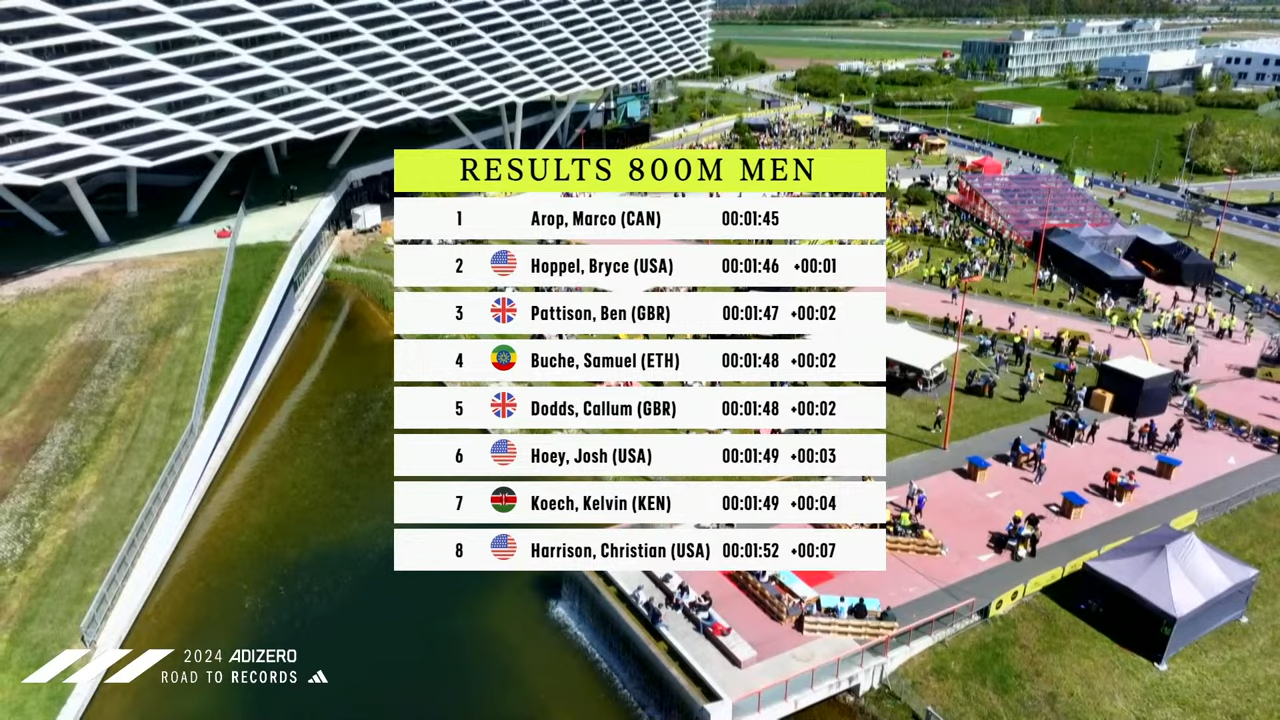 RESULTS 800M MEN
1 Arop, Marco (CAN) 00:01:45
2 Hoppel, Bryce (USA) 00:01:46 +00:01
3 Pattison, Ben (GBR) 00:01:47 +00:02
4 Buche, Samuel (ETH) 00:01:48 +00:02
5 Dodds, Callum (GBR) 00:01:48 +00:02
6 Hoey, Josh (USA) 00:01:49 +00:03
7 Koech, Kelvin (KEN) 00:01:49 +00:04
8 Harrison, Christian (USA) 00:01:52 +00:07
2024 ADIZERO
ROAD TO RECORDS